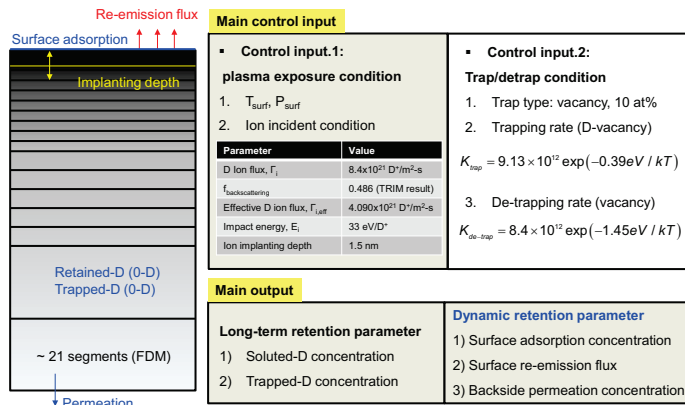 Re-emission flux
Surface adsorption
Implanting depth
Retained-D (0-D)
Trapped-D (0-D)
~ 21 segments (FDM)
Permeation
Main control input
▪ Control input.1:
plasma exposure condition
1. T_surf, P_surf
2. Ion incident condition
Parameter Value
D Ion flux, Γ_i 8.4x10^21 D⁺/m²-s
f_backscattering 0.486 (TRIM result)
Effective D ion flux, Γ_i,eff 4.090x10^21 D⁺/m²-s
Impact energy, E_i 33 eV/D⁺
Ion implanting depth 1.5 nm
▪ Control input.2:
Trap/detrap condition
1. Trap type: vacancy, 10 at%
2. Trapping rate (D-vacancy)
K_trap = 9.13×10^12 exp(−0.39eV / kT)
3. De-trapping rate (vacancy)
K_de-trap = 8.4×10^12 exp(−1.45eV / kT)
Main output
Long-term retention parameter
1) Soluted-D concentration
2) Trapped-D concentration
Dynamic retention parameter
1) Surface adsorption concentration
2) Surface re-emission flux
3) Backside permeation concentration